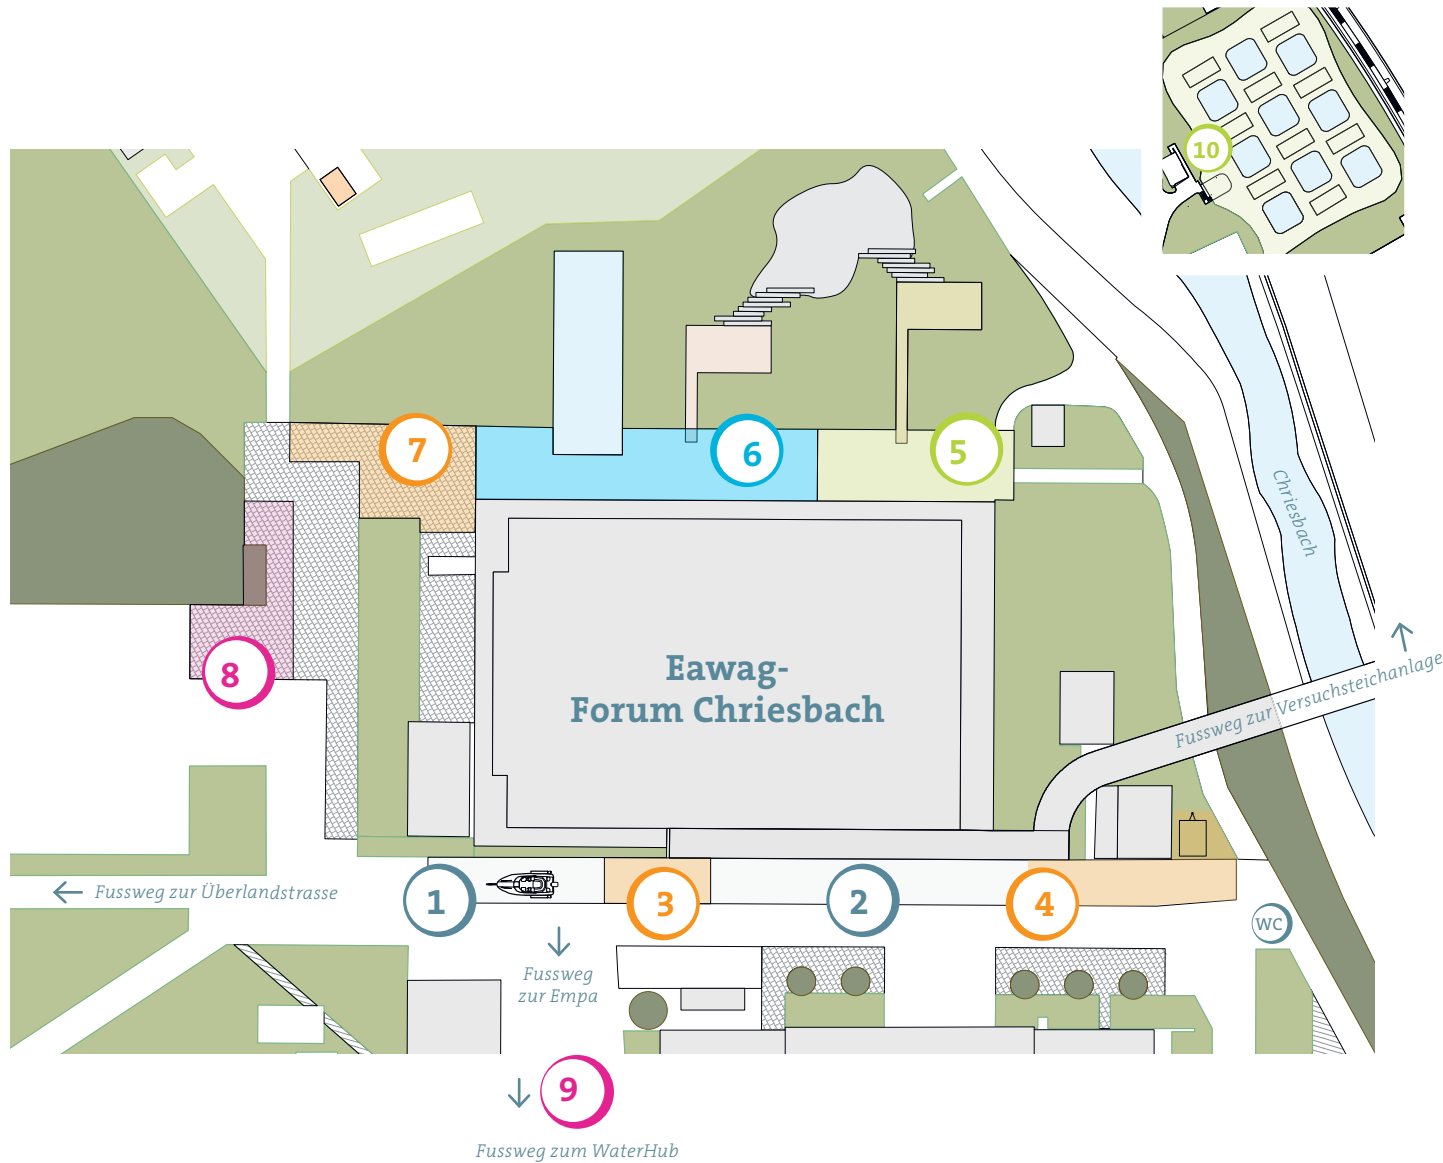 10
7
6
5
Chriesbach
8
Eawag-
Forum Chriesbach
Fussweg zur Versuchsteichanlage
Fussweg zur Überlandstrasse
1
3
2
4
WC
Fussweg
zur Empa
9
Fussweg zum WaterHub